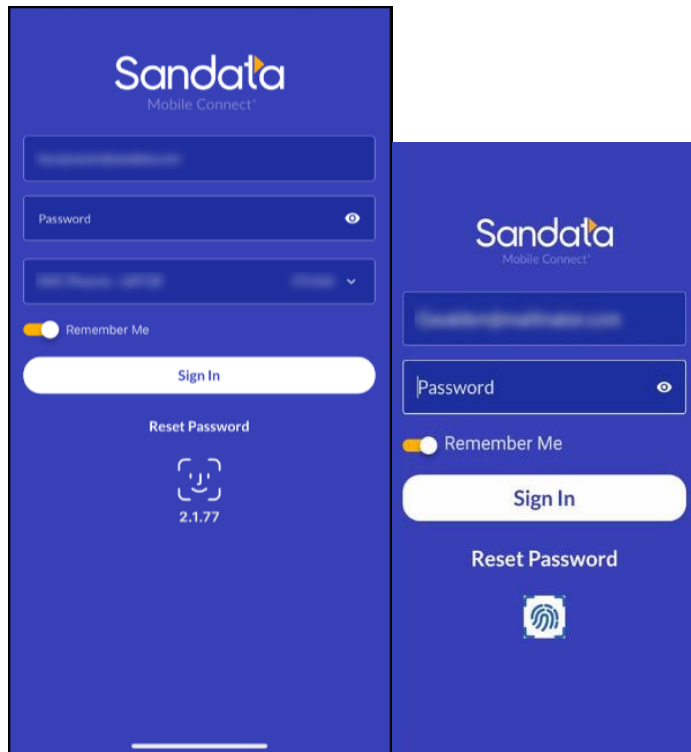 Sandata
Mobile Connect
Password
Remember Me
Sign In
Reset Password
2.1.77
Sandata
Mobile Connect
Password
Remember Me
Sign In
Reset Password